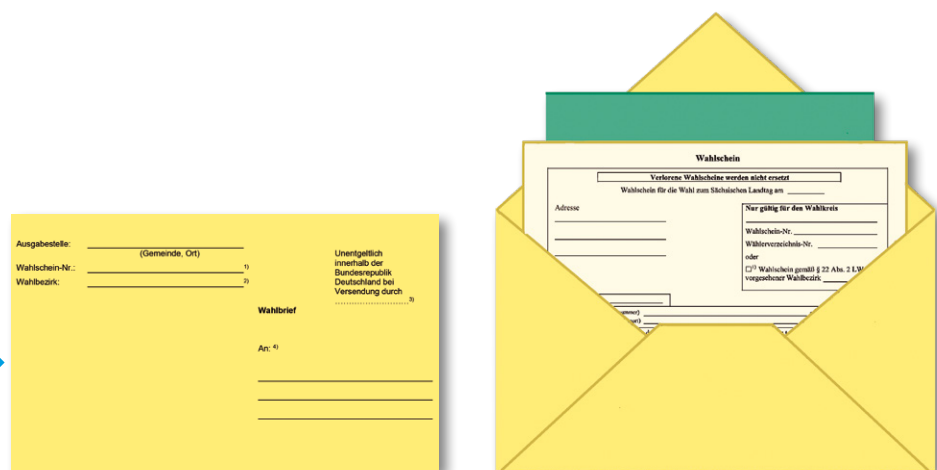 Ausgabestelle:
(Gemeinde, Ort)
Wahlschein-Nr.: 1)
Wahlbezirk: 2)
Unentgeltlich
innerhalb der
Bundesrepublik
Deutschland bei
Versendung durch
........................ 3)
Wahlbrief
An: 4)
Wahlschein
Verlorene Wahlscheine werden nicht ersetzt
Wahlschein für die Wahl zum Sächsischen Landtag am
Adresse
Nur gültig für den Wahlkreis
Wahlschein-Nr.
Wählerverzeichnis-Nr.
oder
Wahlschein gemäß § 22 Abs. 2
vorgesehener Wahlbezirk